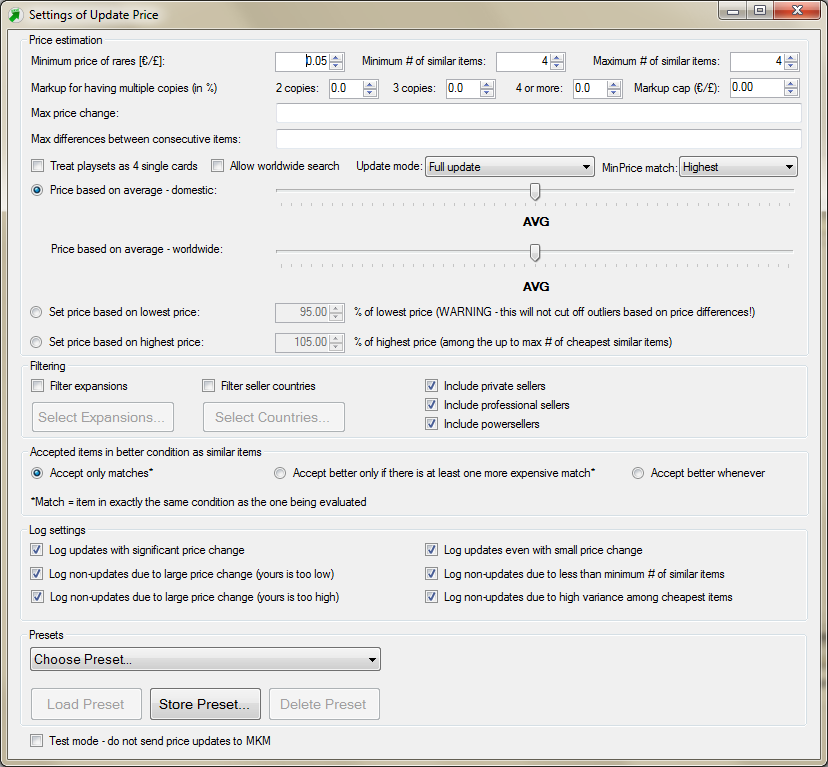 Settings of Update Price
Price estimation
Minimum price of rares [€/£]: 0.05 Minimum # of similar items: 4 Maximum # of similar items: 4
Markup for having multiple copies (in %) 2 copies: 0.0 3 copies: 0.0 4 or more: 0.0 Markup cap (€/£): 0.00
Max price change:
Max differences between consecutive items:
Treat playsets as 4 single cards Allow worldwide search Update mode: Full update MinPrice match: Highest
Price based on average - domestic:
AVG
Price based on average - worldwide:
AVG
Set price based on lowest price: 95.00 % of lowest price (WARNING - this will not cut off outliers based on price differences!)
Set price based on highest price: 105.00 % of highest price (among the up to max # of cheapest similar items)
Filtering
Filter expansions Filter seller countries Include private sellers
Include professional sellers
Select Expansions... Select Countries...
Include powersellers
Accepted items in better condition as similar items
Accept only matches* Accept better only if there is at least one more expensive match* Accept better whenever
*Match = item in exactly the same condition as the one being evaluated
Log settings
Log updates with significant price change Log updates even with small price change
Log non-updates due to large price change (yours is too low) Log non-updates due to less than minimum # of similar items
Log non-updates due to large price change (yours is too high) Log non-updates due to high variance among cheapest items
Presets
Choose Preset...
Load Preset Store Preset... Delete Preset
Test mode - do not send price updates to MKM